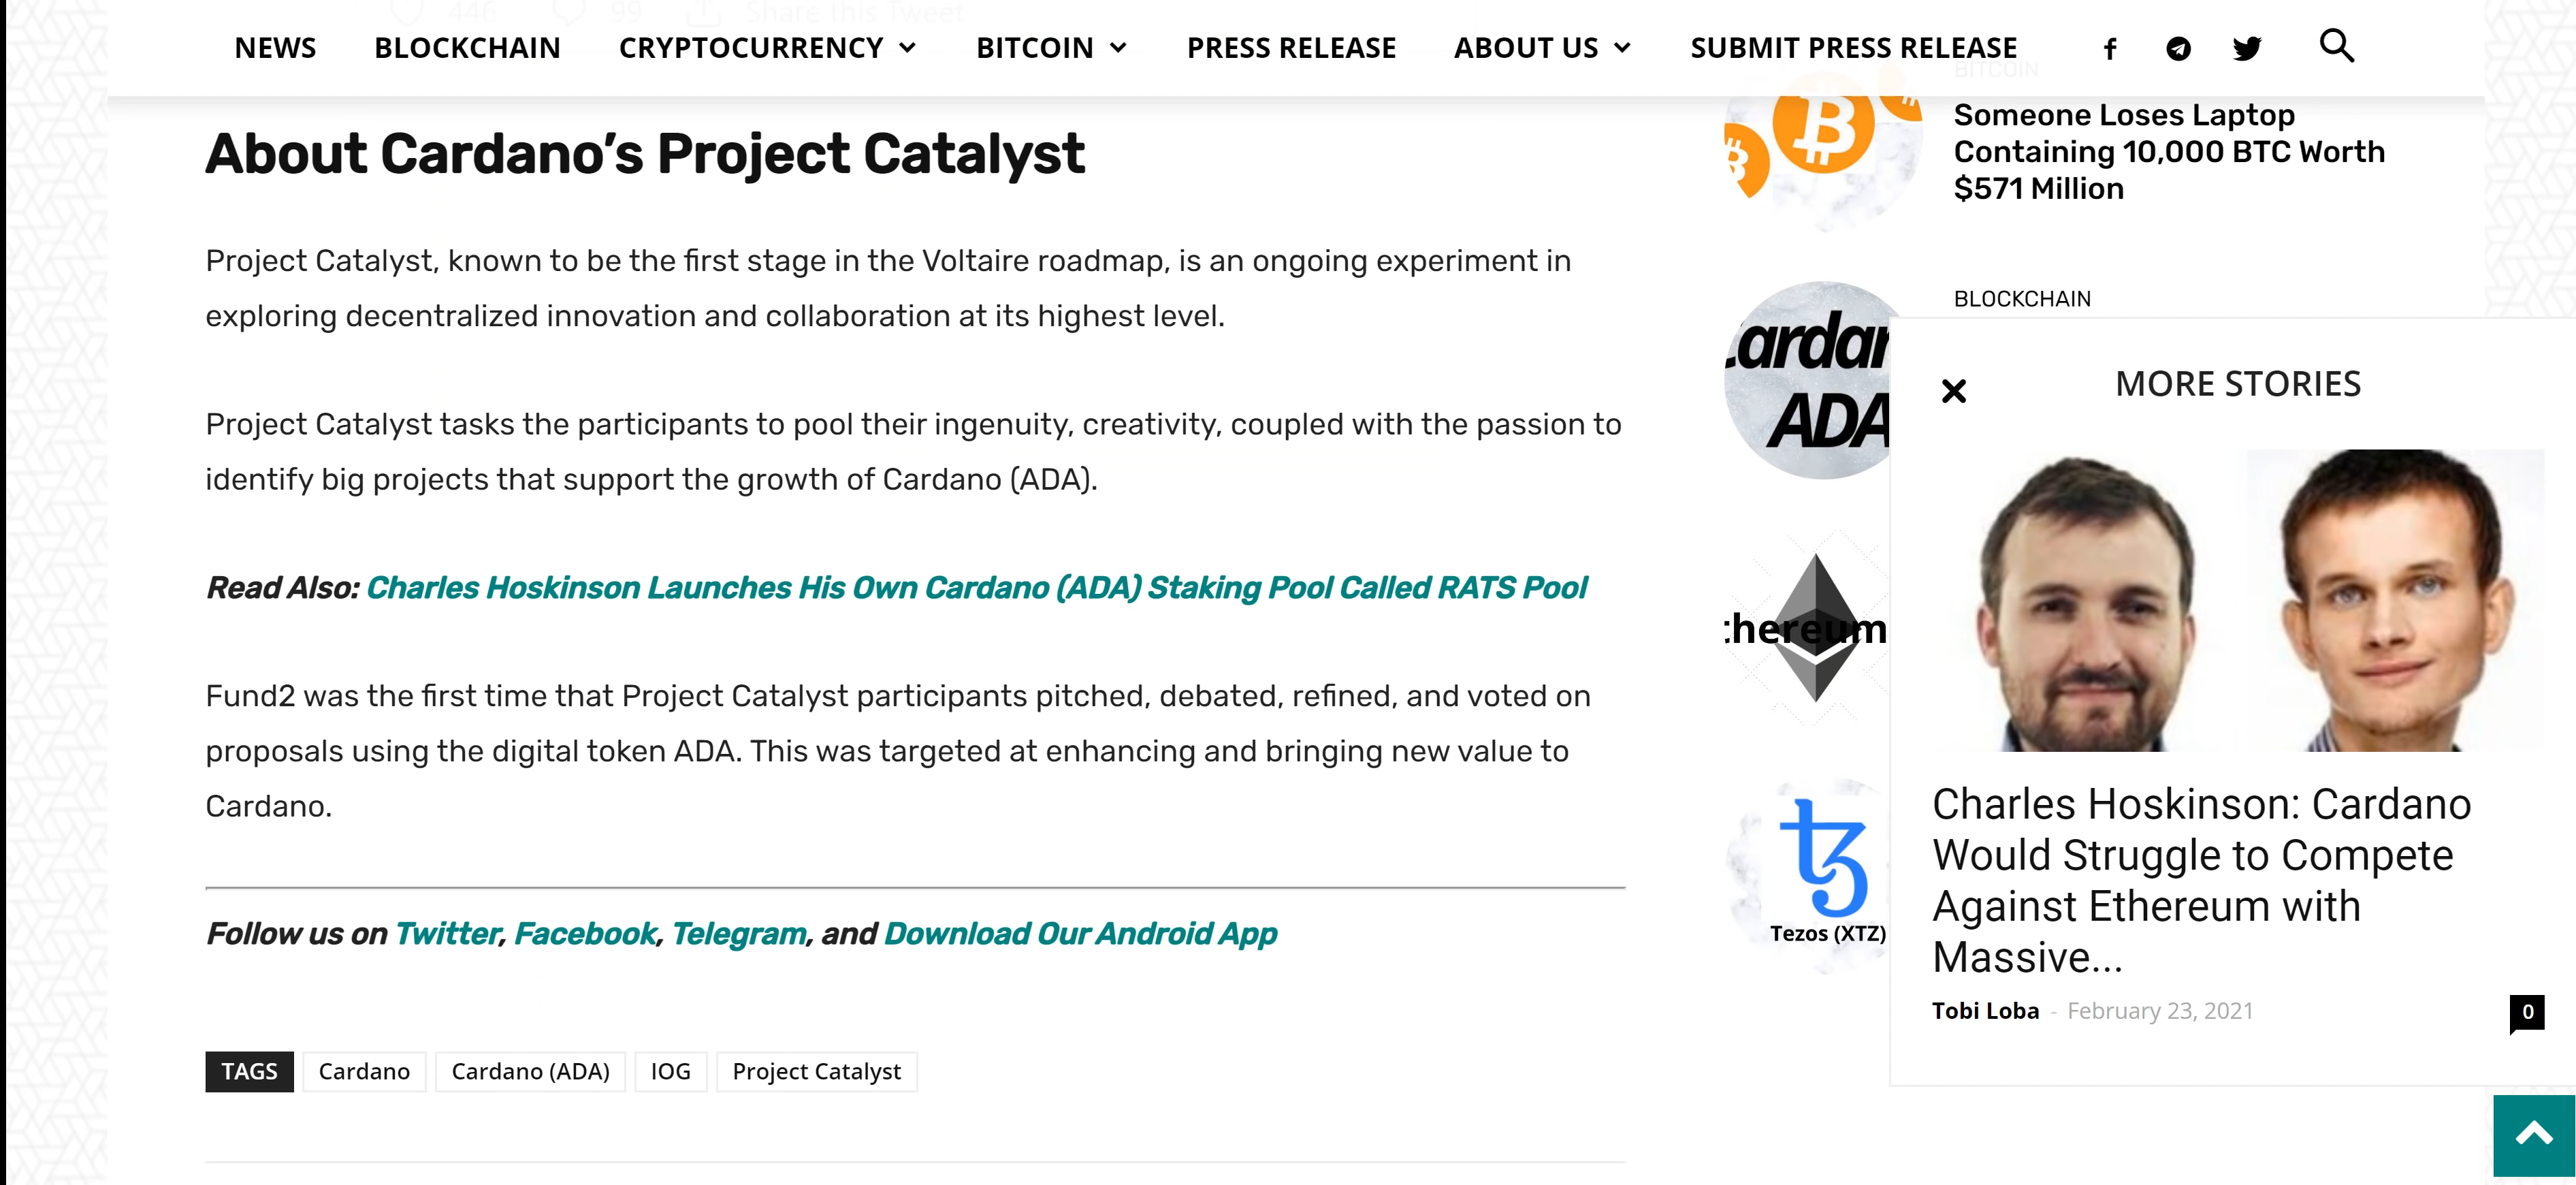 446 99 Share this Tweet
NEWS BLOCKCHAIN CRYPTOCURRENCY BITCOIN PRESS RELEASE ABOUT US SUBMIT PRESS RELEASE
About Cardano’s Project Catalyst
Project Catalyst, known to be the first stage in the Voltaire roadmap, is an ongoing experiment in
exploring decentralized innovation and collaboration at its highest level.
Project Catalyst tasks the participants to pool their ingenuity, creativity, coupled with the passion to
identify big projects that support the growth of Cardano (ADA).
Read Also: Charles Hoskinson Launches His Own Cardano (ADA) Staking Pool Called RATS Pool
Fund2 was the first time that Project Catalyst participants pitched, debated, refined, and voted on
proposals using the digital token ADA. This was targeted at enhancing and bringing new value to
Cardano.
Follow us on Twitter, Facebook, Telegram, and Download Our Android App
TAGS Cardano Cardano (ADA) IOG Project Catalyst
BITCOIN
Someone Loses Laptop
Containing 10,000 BTC Worth
$571 Million
BLOCKCHAIN
ardar
ADA
thereum
Tezos (XTZ)
MORE STORIES
Charles Hoskinson: Cardano
Would Struggle to Compete
Against Ethereum with
Massive...
Tobi Loba - February 23, 2021
0